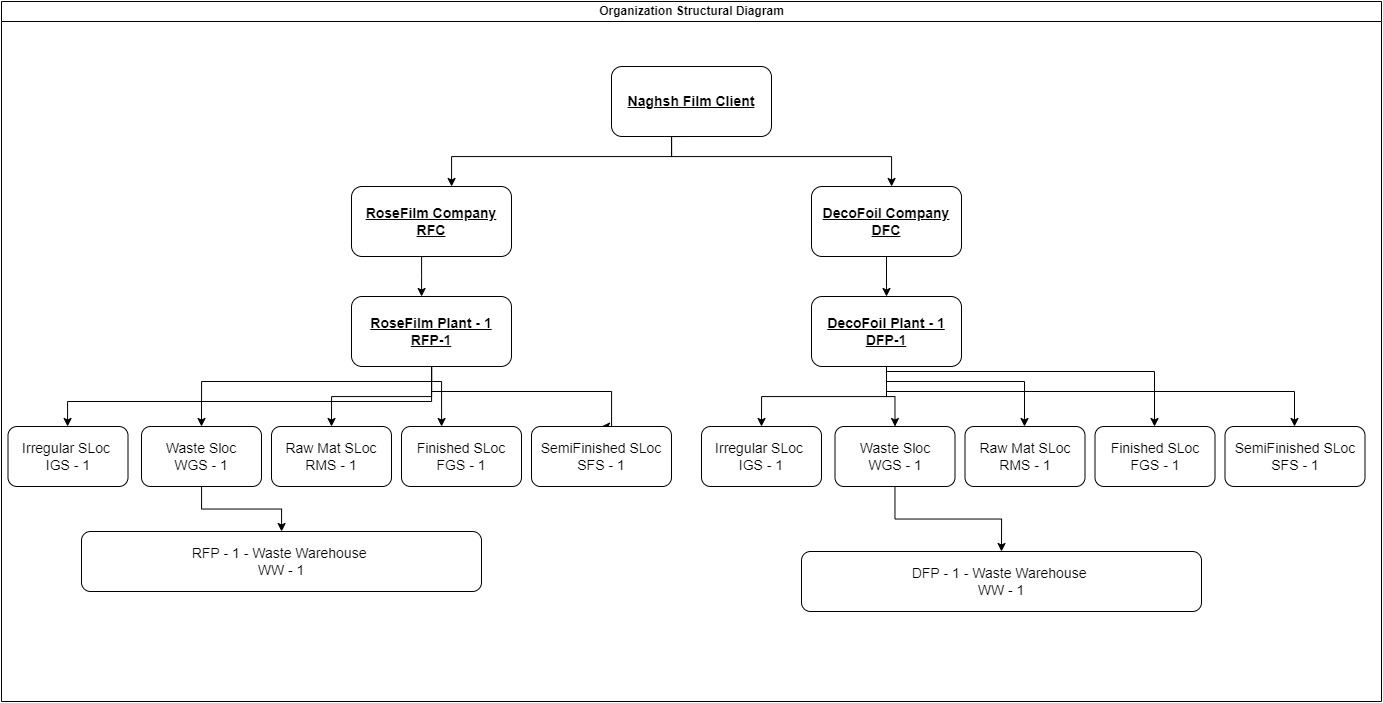 Organization Structural Diagram
Naghsh Film Client
RoseFilm Company
RFC
DecoFoil Company
DFC
RoseFilm Plant - 1
RFP-1
DecoFoil Plant - 1
DFP-1
Irregular SLoc
IGS - 1
Waste Sloc
WGS - 1
Raw Mat SLoc
RMS - 1
Finished SLoc
FGS - 1
SemiFinished SLoc
SFS - 1
Irregular SLoc
IGS - 1
Waste Sloc
WGS - 1
Raw Mat SLoc
RMS - 1
Finished SLoc
FGS - 1
SemiFinished SLoc
SFS - 1
RFP - 1 - Waste Warehouse
WW - 1
DFP - 1 - Waste Warehouse
WW - 1